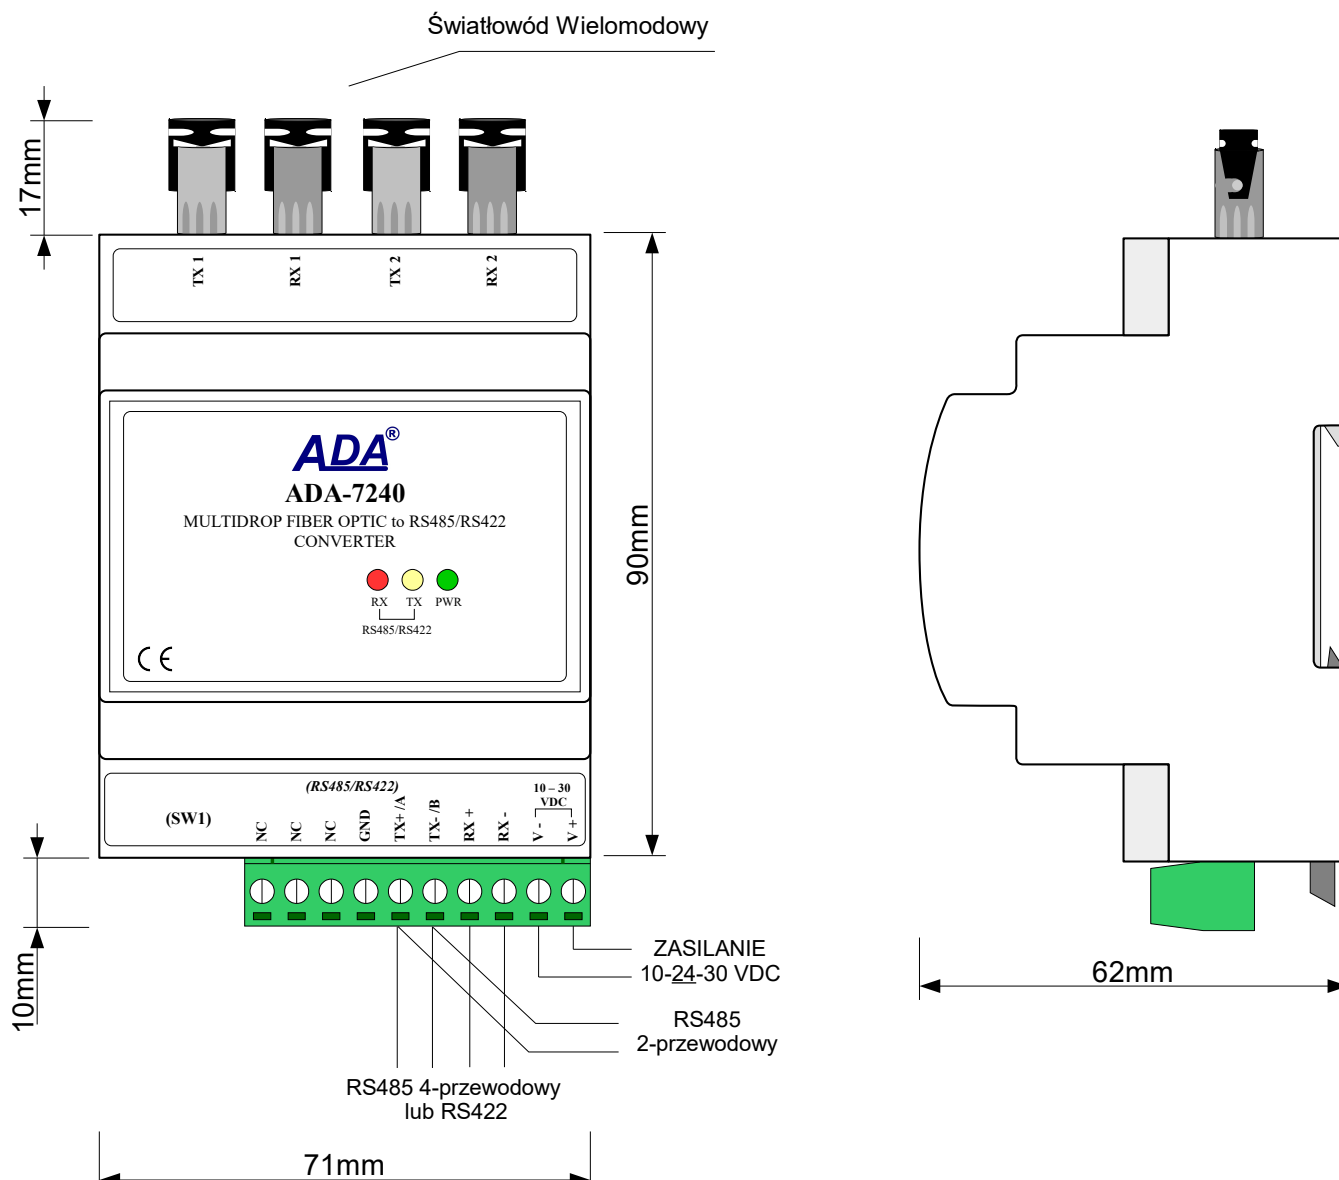 Światłowód Wielomodowy
17mm
TX 1
RX 1
TX 2
RX 2
ADA®
ADA-7240
MULTIDROP FIBER OPTIC to RS485/RS422
CONVERTER
RX TX PWR
RS485/RS422
CE
90mm
(RS485/RS422)
10 – 30
VDC
(SW1)
NC
NC
NC
GND
TX+ /A
TX- /B
RX +
RX -
V -
V +
10mm
ZASILANIE
10-24-30 VDC
RS485
2-przewodowy
RS485 4-przewodowy
lub RS422
71mm
62mm